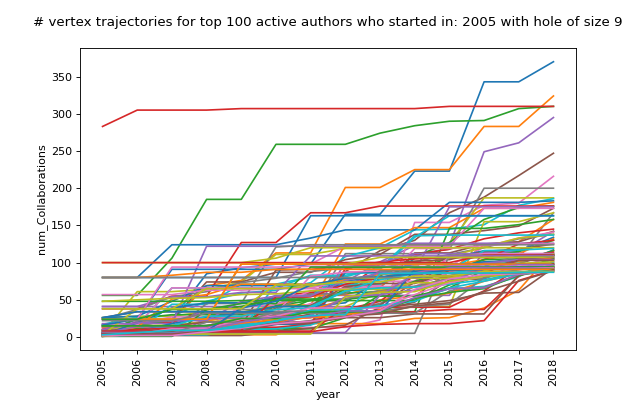 # vertex trajectories for top 100 active authors who started in: 2005 with hole of size 9
350
300
250
200
150
100
50
0
num_Collaborations
2005 2006 2007 2008 2009 2010 2011 2012 2013 2014 2015 2016 2017 2018
year